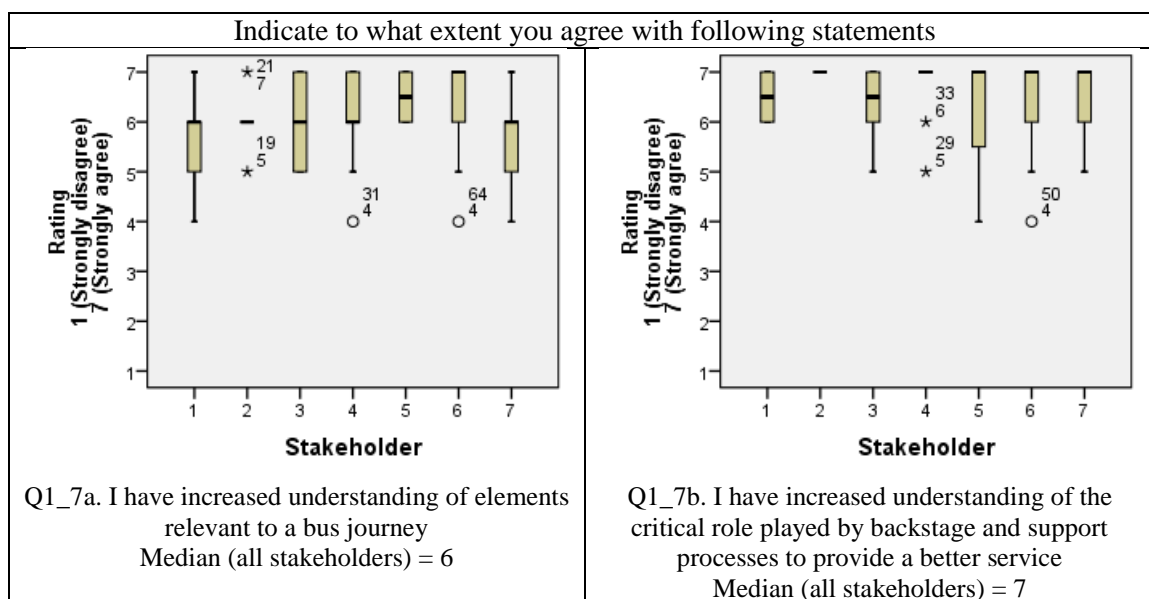 Indicate to what extent you agree with following statements
Rating
1 (Strongly disagree)
7 (Strongly agree)
7
6
5
4
3
2
1
21
7
19
5
31
4
64
4
1 2 3 4 5 6 7
Stakeholder
Q1_7a. I have increased understanding of elements
relevant to a bus journey
Median (all stakeholders) = 6
Rating
1 (Strongly disagree)
7 (Strongly agree)
7
6
5
4
3
2
1
33
6
29
5
50
4
1 2 3 4 5 6 7
Stakeholder
Q1_7b. I have increased understanding of the
critical role played by backstage and support
processes to provide a better service
Median (all stakeholders) = 7